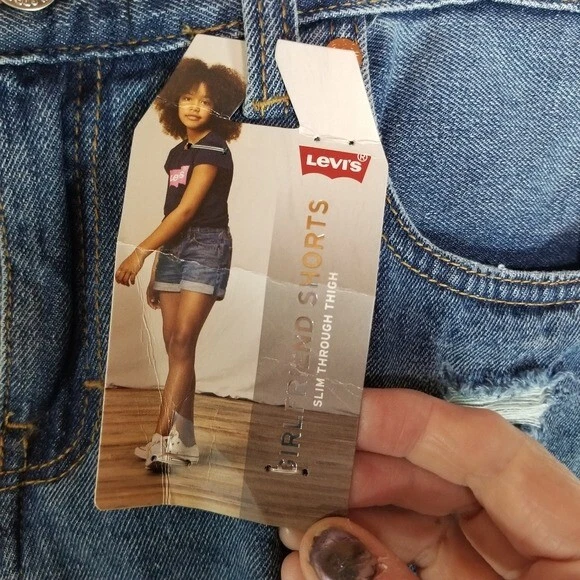 Levi's®
GIRLFRIEND SHORTS
SLIM THROUGH THIGH